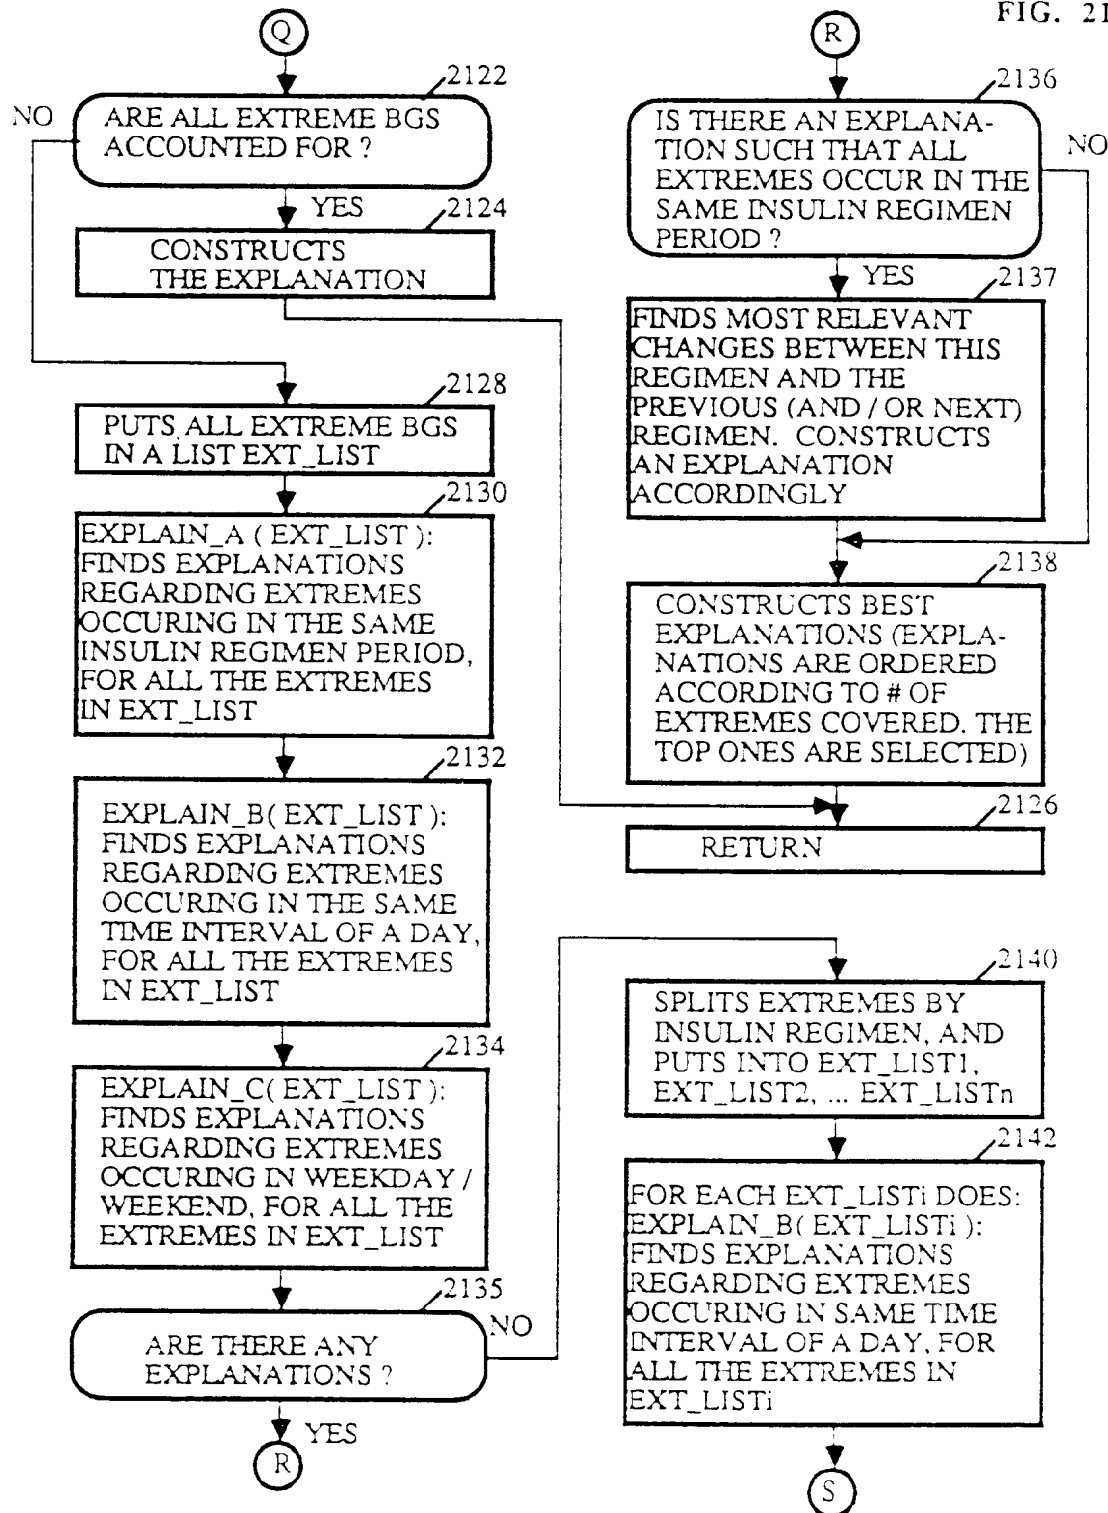 FIG. 21
Q
2122
NO
ARE ALL EXTREME BGS
ACCOUNTED FOR ?
YES
2124
CONSTRUCTS
THE EXPLANATION
2128
PUTS ALL EXTREME BGS
IN A LIST EXT_LIST
2130
EXPLAIN_A ( EXT_LIST ):
FINDS EXPLANATIONS
REGARDING EXTREMES
OCCURING IN THE SAME
INSULIN REGIMEN PERIOD,
FOR ALL THE EXTREMES
IN EXT_LIST
2132
EXPLAIN_B( EXT_LIST ):
FINDS EXPLANATIONS
REGARDING EXTREMES
OCCURING IN THE SAME
TIME INTERVAL OF A DAY,
FOR ALL THE EXTREMES
IN EXT_LIST
2134
EXPLAIN_C( EXT_LIST ):
FINDS EXPLANATIONS
REGARDING EXTREMES
OCCURING IN WEEKDAY /
WEEKEND, FOR ALL THE
EXTREMES IN EXT_LIST
2135
ARE THERE ANY
EXPLANATIONS ?
NO
YES
R
R
2136
IS THERE AN EXPLANA-
TION SUCH THAT ALL
EXTREMES OCCUR IN THE
SAME INSULIN REGIMEN
PERIOD ?
NO
YES
2137
FINDS MOST RELEVANT
CHANGES BETWEEN THIS
REGIMEN AND THE
PREVIOUS (AND / OR NEXT)
REGIMEN. CONSTRUCTS
AN EXPLANATION
ACCORDINGLY
2138
CONSTRUCTS BEST
EXPLANATIONS (EXPLA-
NATIONS ARE ORDERED
ACCORDING TO # OF
EXTREMES COVERED. THE
TOP ONES ARE SELECTED)
2126
RETURN
2140
SPLITS EXTREMES BY
INSULIN REGIMEN, AND
PUTS INTO EXT_LIST1,
EXT_LIST2, ... EXT_LISTn
2142
FOR EACH EXT_LISTi DOES:
EXPLAIN_B( EXT_LISTi ):
FINDS EXPLANATIONS
REGARDING EXTREMES
OCCURING IN SAME TIME
INTERVAL OF A DAY, FOR
ALL THE EXTREMES IN
EXT_LISTi
S